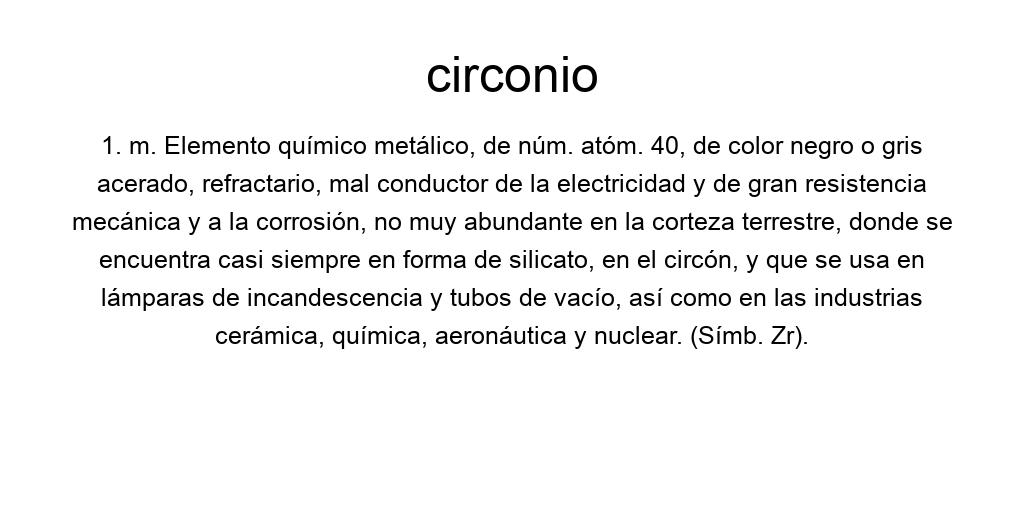 circonio
1. m. Elemento químico metálico, de núm. atóm. 40, de color negro o gris
acerado, refractario, mal conductor de la electricidad y de gran resistencia
mecánica y a la corrosión, no muy abundante en la corteza terrestre, donde se
encuentra casi siempre en forma de silicato, en el circón, y que se usa en
lámparas de incandescencia y tubos de vacío, así como en las industrias
cerámica, química, aeronáutica y nuclear. (Símb. Zr).